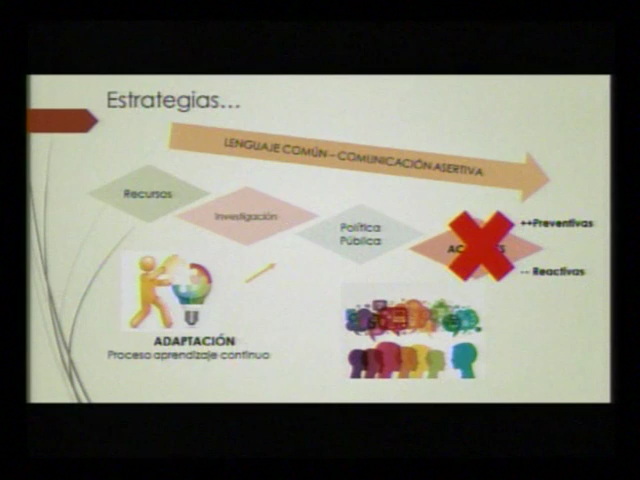 Estrategias...
LENGUAJE COMÚN – COMUNICACIÓN ASERTIVA
Recursos
Investigación
Política
Pública
++Preventivas
-- Reactivas
ADAPTACIÓN
Proceso aprendizaje continuo